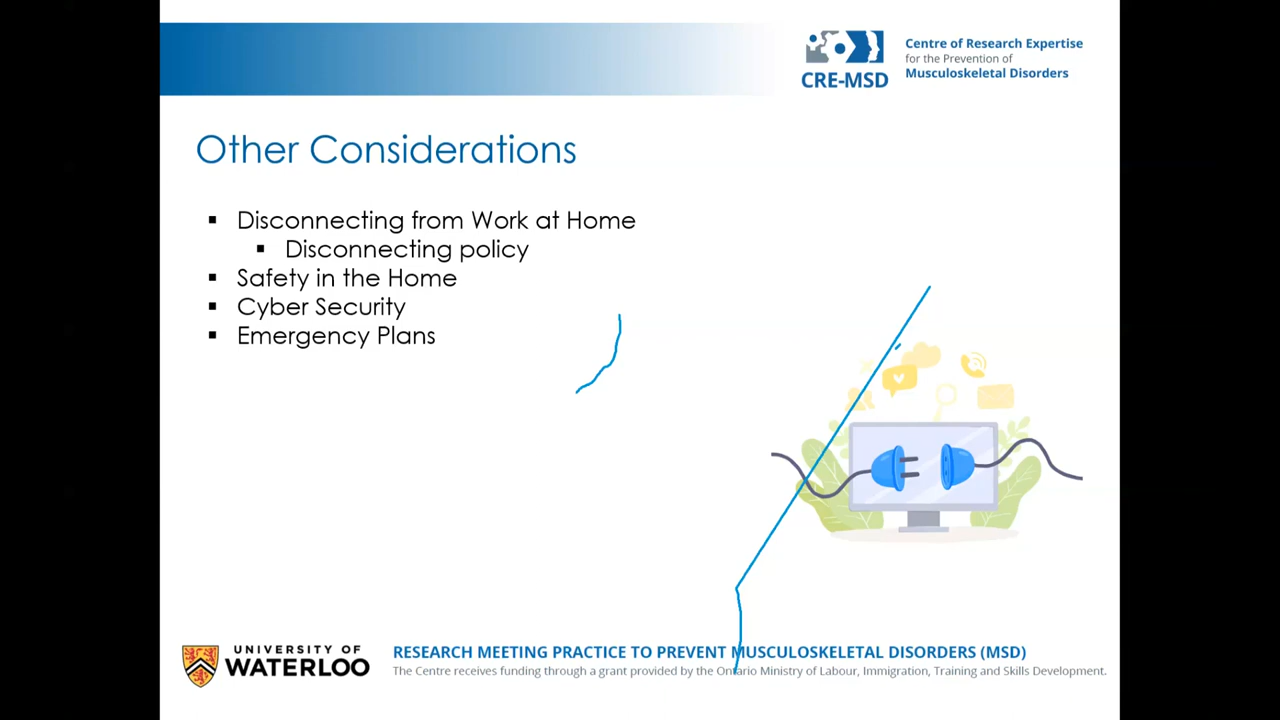 CRE-MSD
Centre of Research Expertise
for the Prevention of
Musculoskeletal Disorders
Other Considerations
Disconnecting from Work at Home
Disconnecting policy
Safety in the Home
Cyber Security
Emergency Plans
UNIVERSITY OF
WATERLOO
RESEARCH MEETING PRACTICE TO PREVENT MUSCULOSKELETAL DISORDERS (MSD)
The Centre receives funding through a grant provided by the Ontario Ministry of Labour, Immigration, Training and Skills Development.